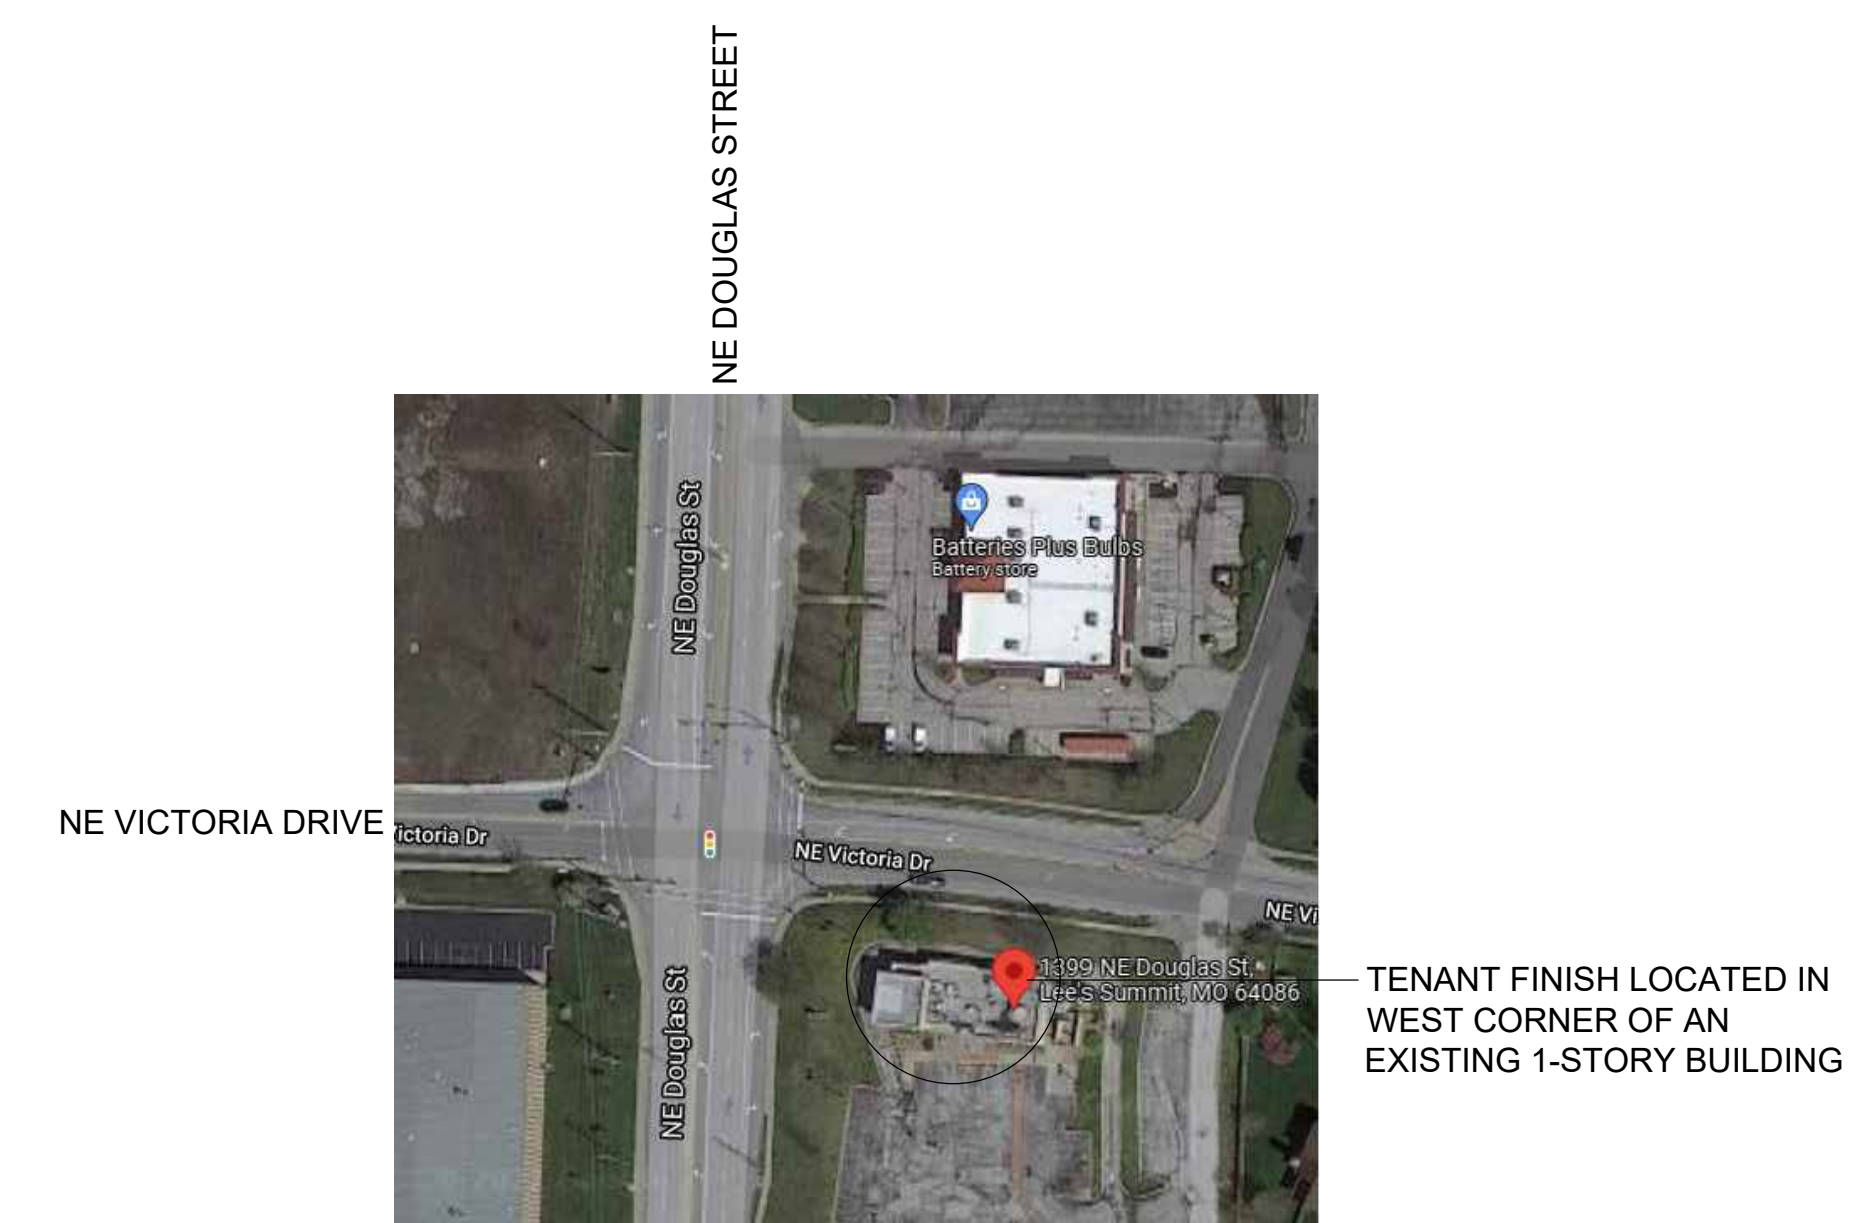 NE DOUGLAS STREET
NE Douglas St
Batteries Plus Bulbs
Battery store
NE VICTORIA DRIVE
ictoria Dr
NE Victoria Dr
NE Vi
1399 NE Douglas St,
Lee's Summit, MO 64086
TENANT FINISH LOCATED IN
WEST CORNER OF AN
EXISTING 1-STORY BUILDING
NE Douglas St